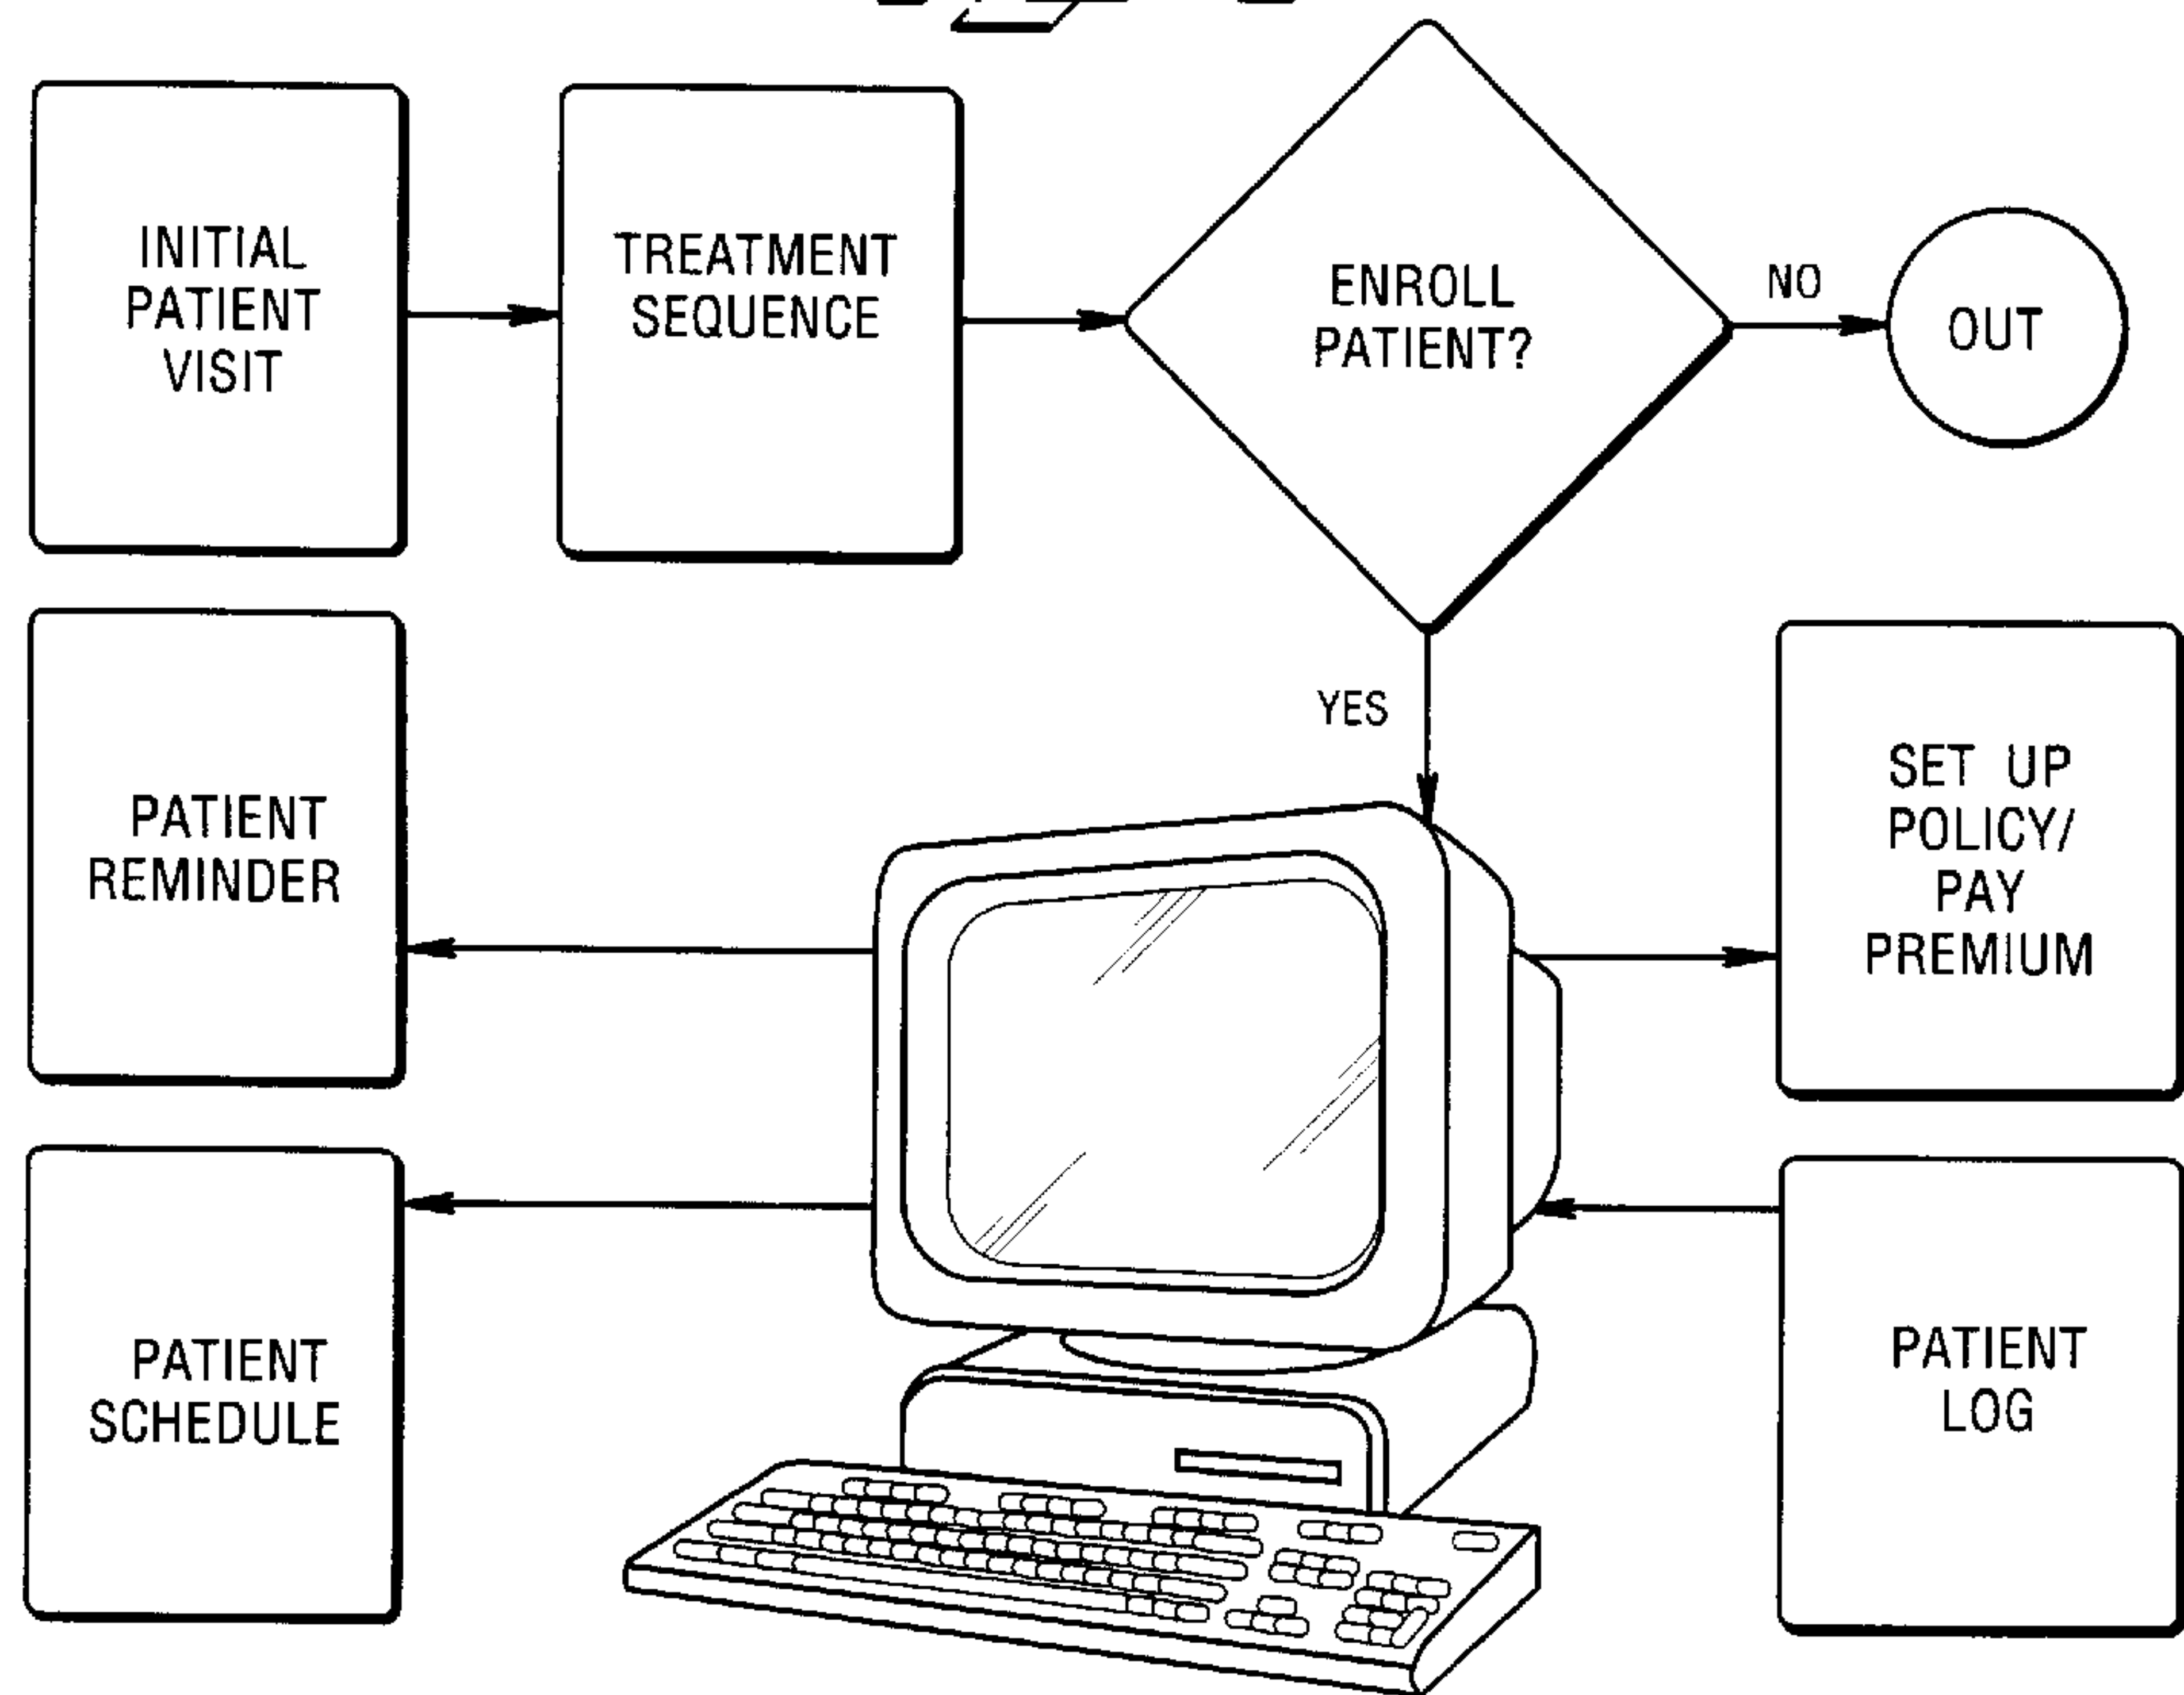 INITIAL
PATIENT
VISIT
TREATMENT
SEQUENCE
ENROLL
PATIENT?
NO
OUT
YES
PATIENT
REMINDER
SET UP
POLICY/
PAY
PREMIUM
PATIENT
SCHEDULE
PATIENT
LOG